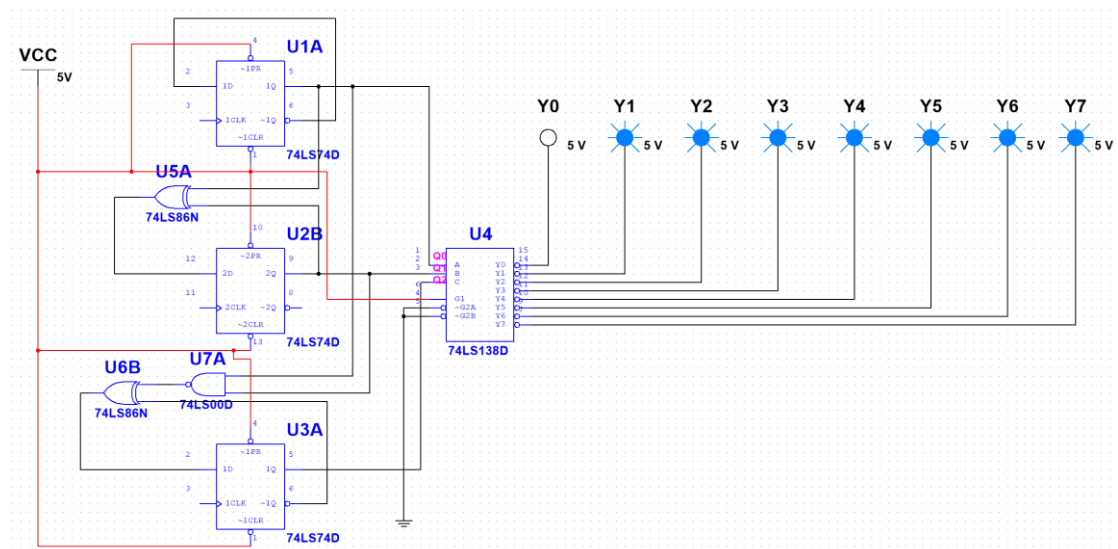 VCC
5V
U1A
4
~1PR
2
1D
1Q
5
3
1CLK
~1Q
6
~1CLR
1
74LS74D
U5A
74LS86N
U2B
10
~2PR
12
2D
2Q
9
11
2CLK
~2Q
8
~2CLR
13
74LS74D
U6B
74LS86N
U7A
74LS00D
U3A
4
~1PR
2
1D
1Q
5
3
1CLK
~1Q
6
~1CLR
1
74LS74D
U4
1
2
3
6
4
5
Q0
Q1
Q2
A
B
C
G1
~G2A
~G2B
Y0
Y1
Y2
Y3
Y4
Y5
Y6
Y7
15
14
13
12
11
10
74LS138D
Y0
5 V
Y1
5 V
Y2
5 V
Y3
5 V
Y4
5 V
Y5
5 V
Y6
5 V
Y7
5 V